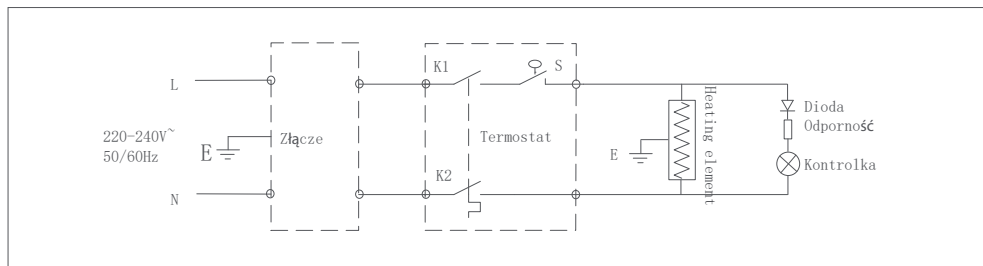 L
220-240V~
50/60Hz
E
N
Złącze
K1
S
Termostat
K2
E
Heating element
Dioda
Odporność
Kontrolka